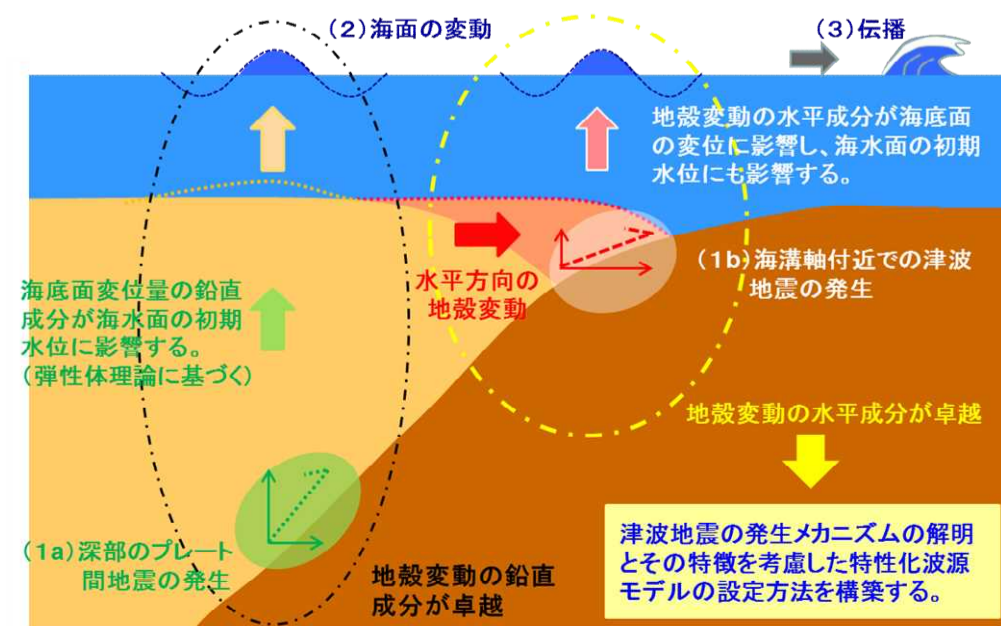 (2)海面の変動
(3)伝播
地殻変動の水平成分が海底面
の変位に影響し、海水面の初期
水位にも影響する。
水平方向の
地殻変動
(1b)海溝軸付近での津波
地震の発生
海底面変位量の鉛直
成分が海水面の初期
水位に影響する。
(弾性体理論に基づく)
地殻変動の水平成分が卓越
(1a)深部のプレート
間地震の発生
地殻変動の鉛直
成分が卓越
津波地震の発生メカニズムの解明
とその特徴を考慮した特性化波源
モデルの設定方法を構築する。